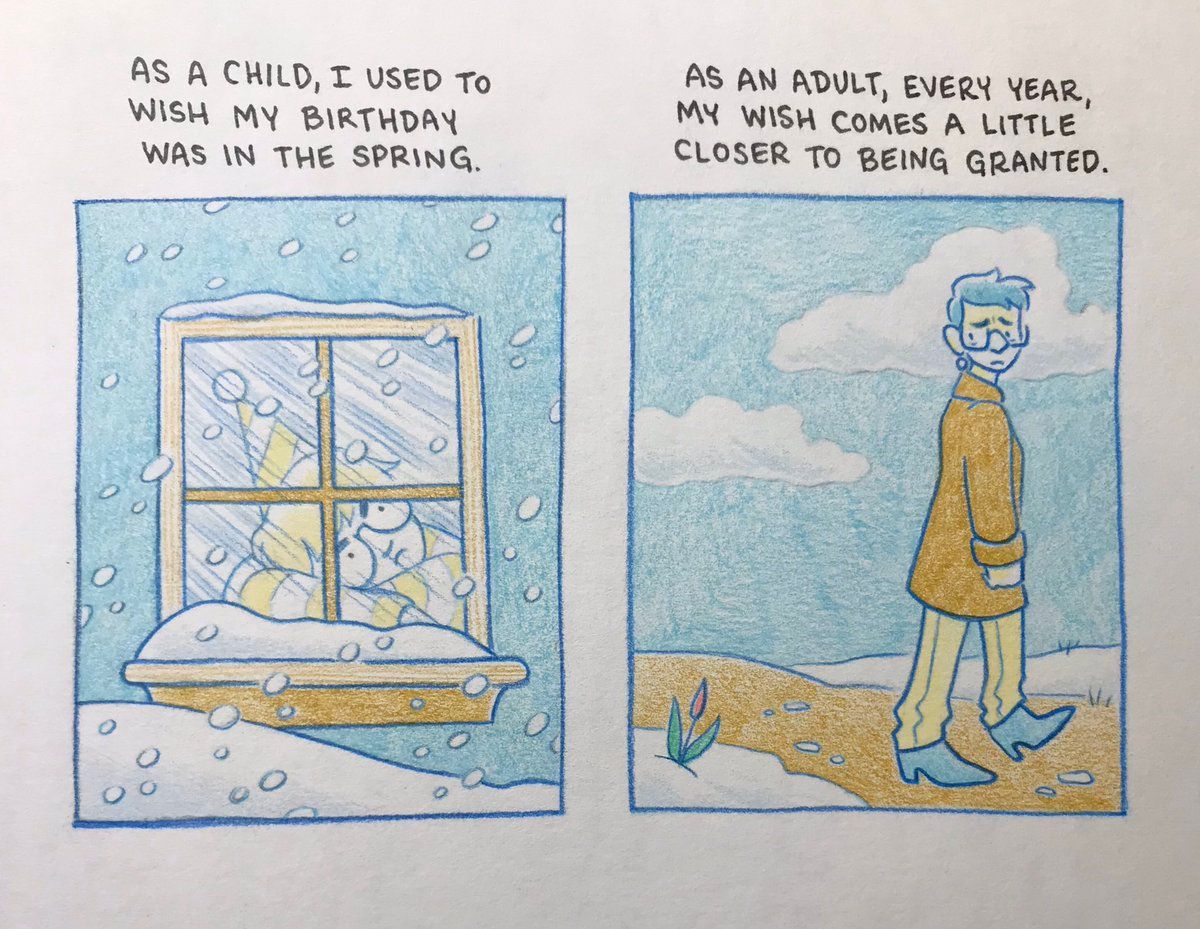 AS A CHILD, I USED TO
WISH MY BIRTHDAY
WAS IN THE SPRING.
AS AN ADULT, EVERY YEAR,
MY WISH COMES A LITTLE
CLOSER TO BEING GRANTED.